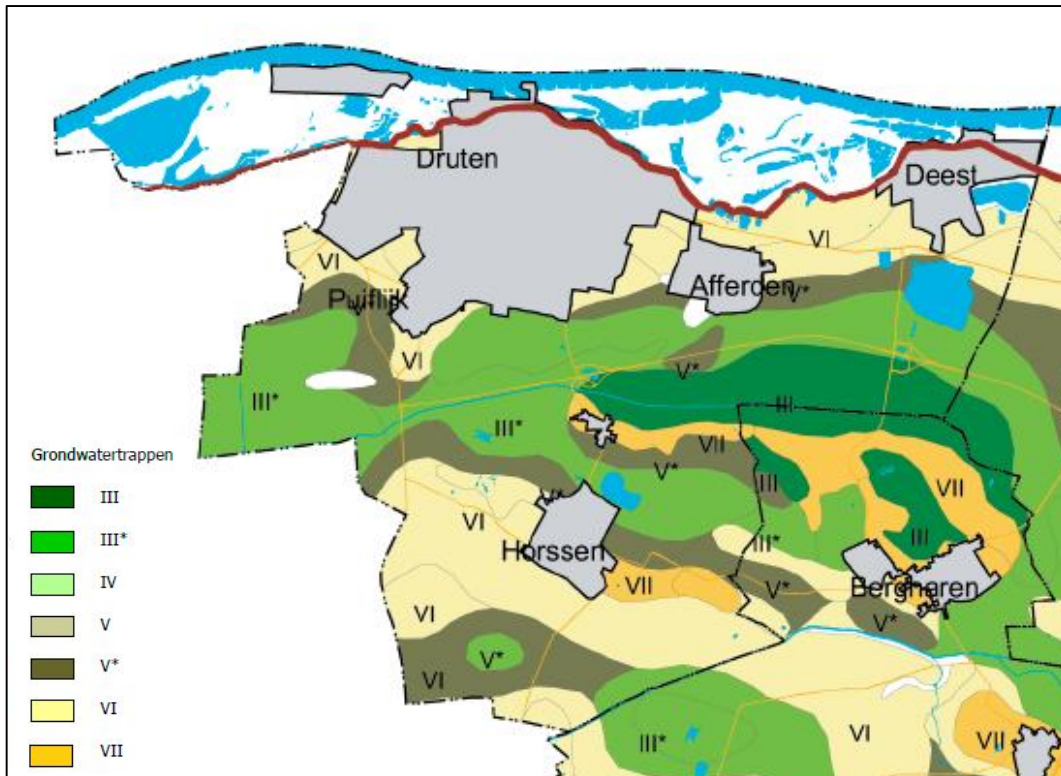 Druten
Deest
VI
Afferden
V*
VI
Puiflijk
VI
V*
III
III*
III*
VII
V*
III
VII
VI
III
Horssen
III*
VII
V*
Bergharen
V*
VI
V*
VI
III*
VI
VII
Grondwatertrappen
III
III*
IV
V
V*
VI
VII